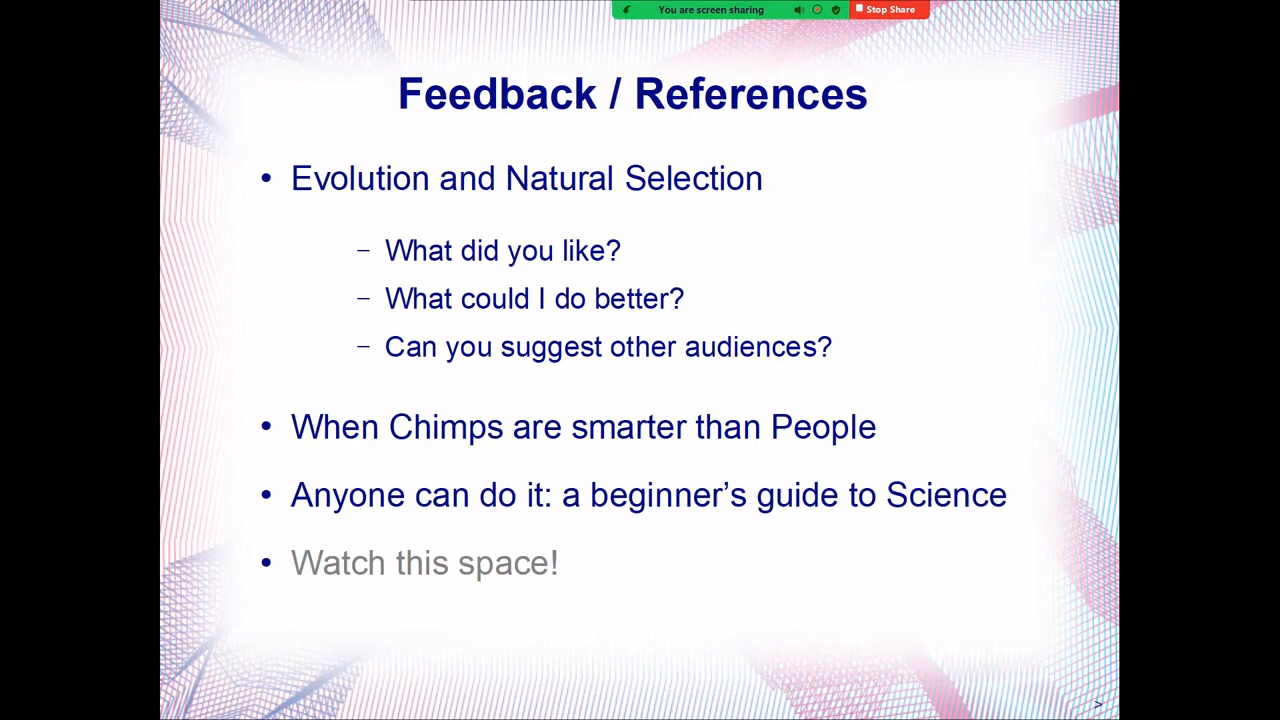 You are screen sharing
Stop Share
Feedback / References
• Evolution and Natural Selection
– What did you like?
– What could I do better?
– Can you suggest other audiences?
• When Chimps are smarter than People
• Anyone can do it: a beginner’s guide to Science
• Watch this space!
>